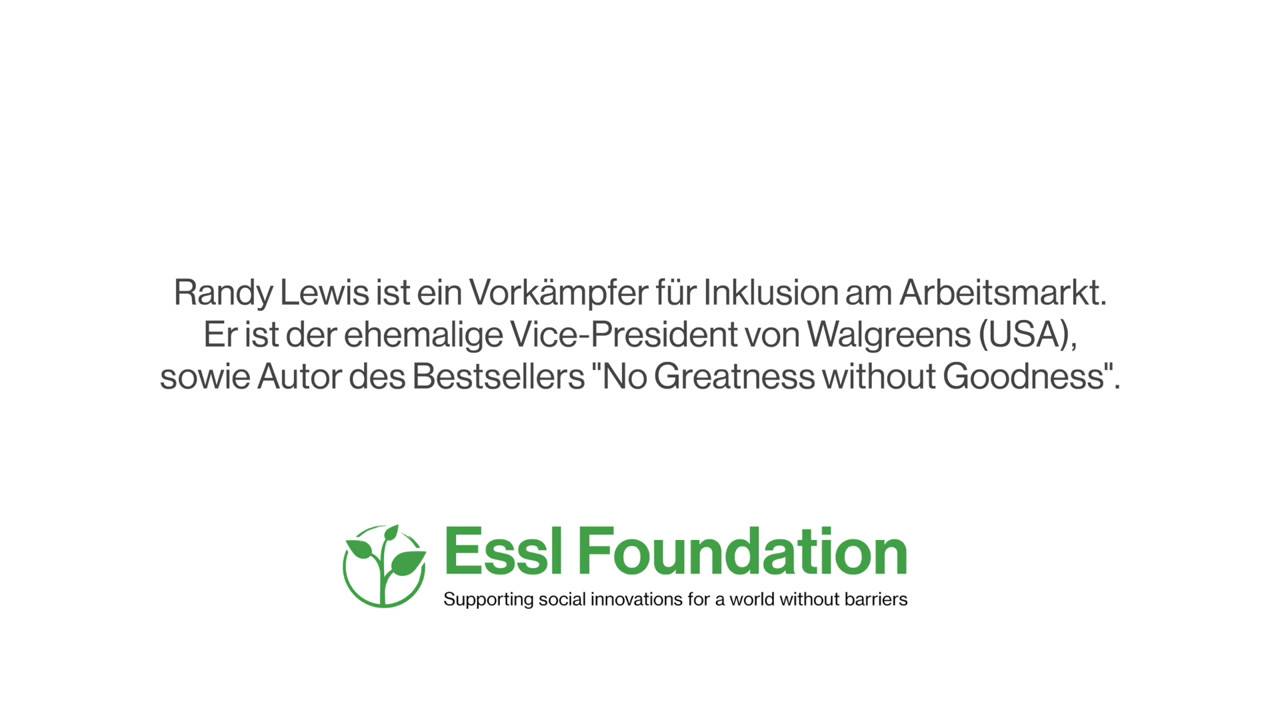 Randy Lewis ist ein Vorkämpfer für Inklusion am Arbeitsmarkt.
Er ist der ehemalige Vice-President von Walgreens (USA),
sowie Autor des Bestsellers "No Greatness without Goodness".
Essl Foundation
Supporting social innovations for a world without barriers